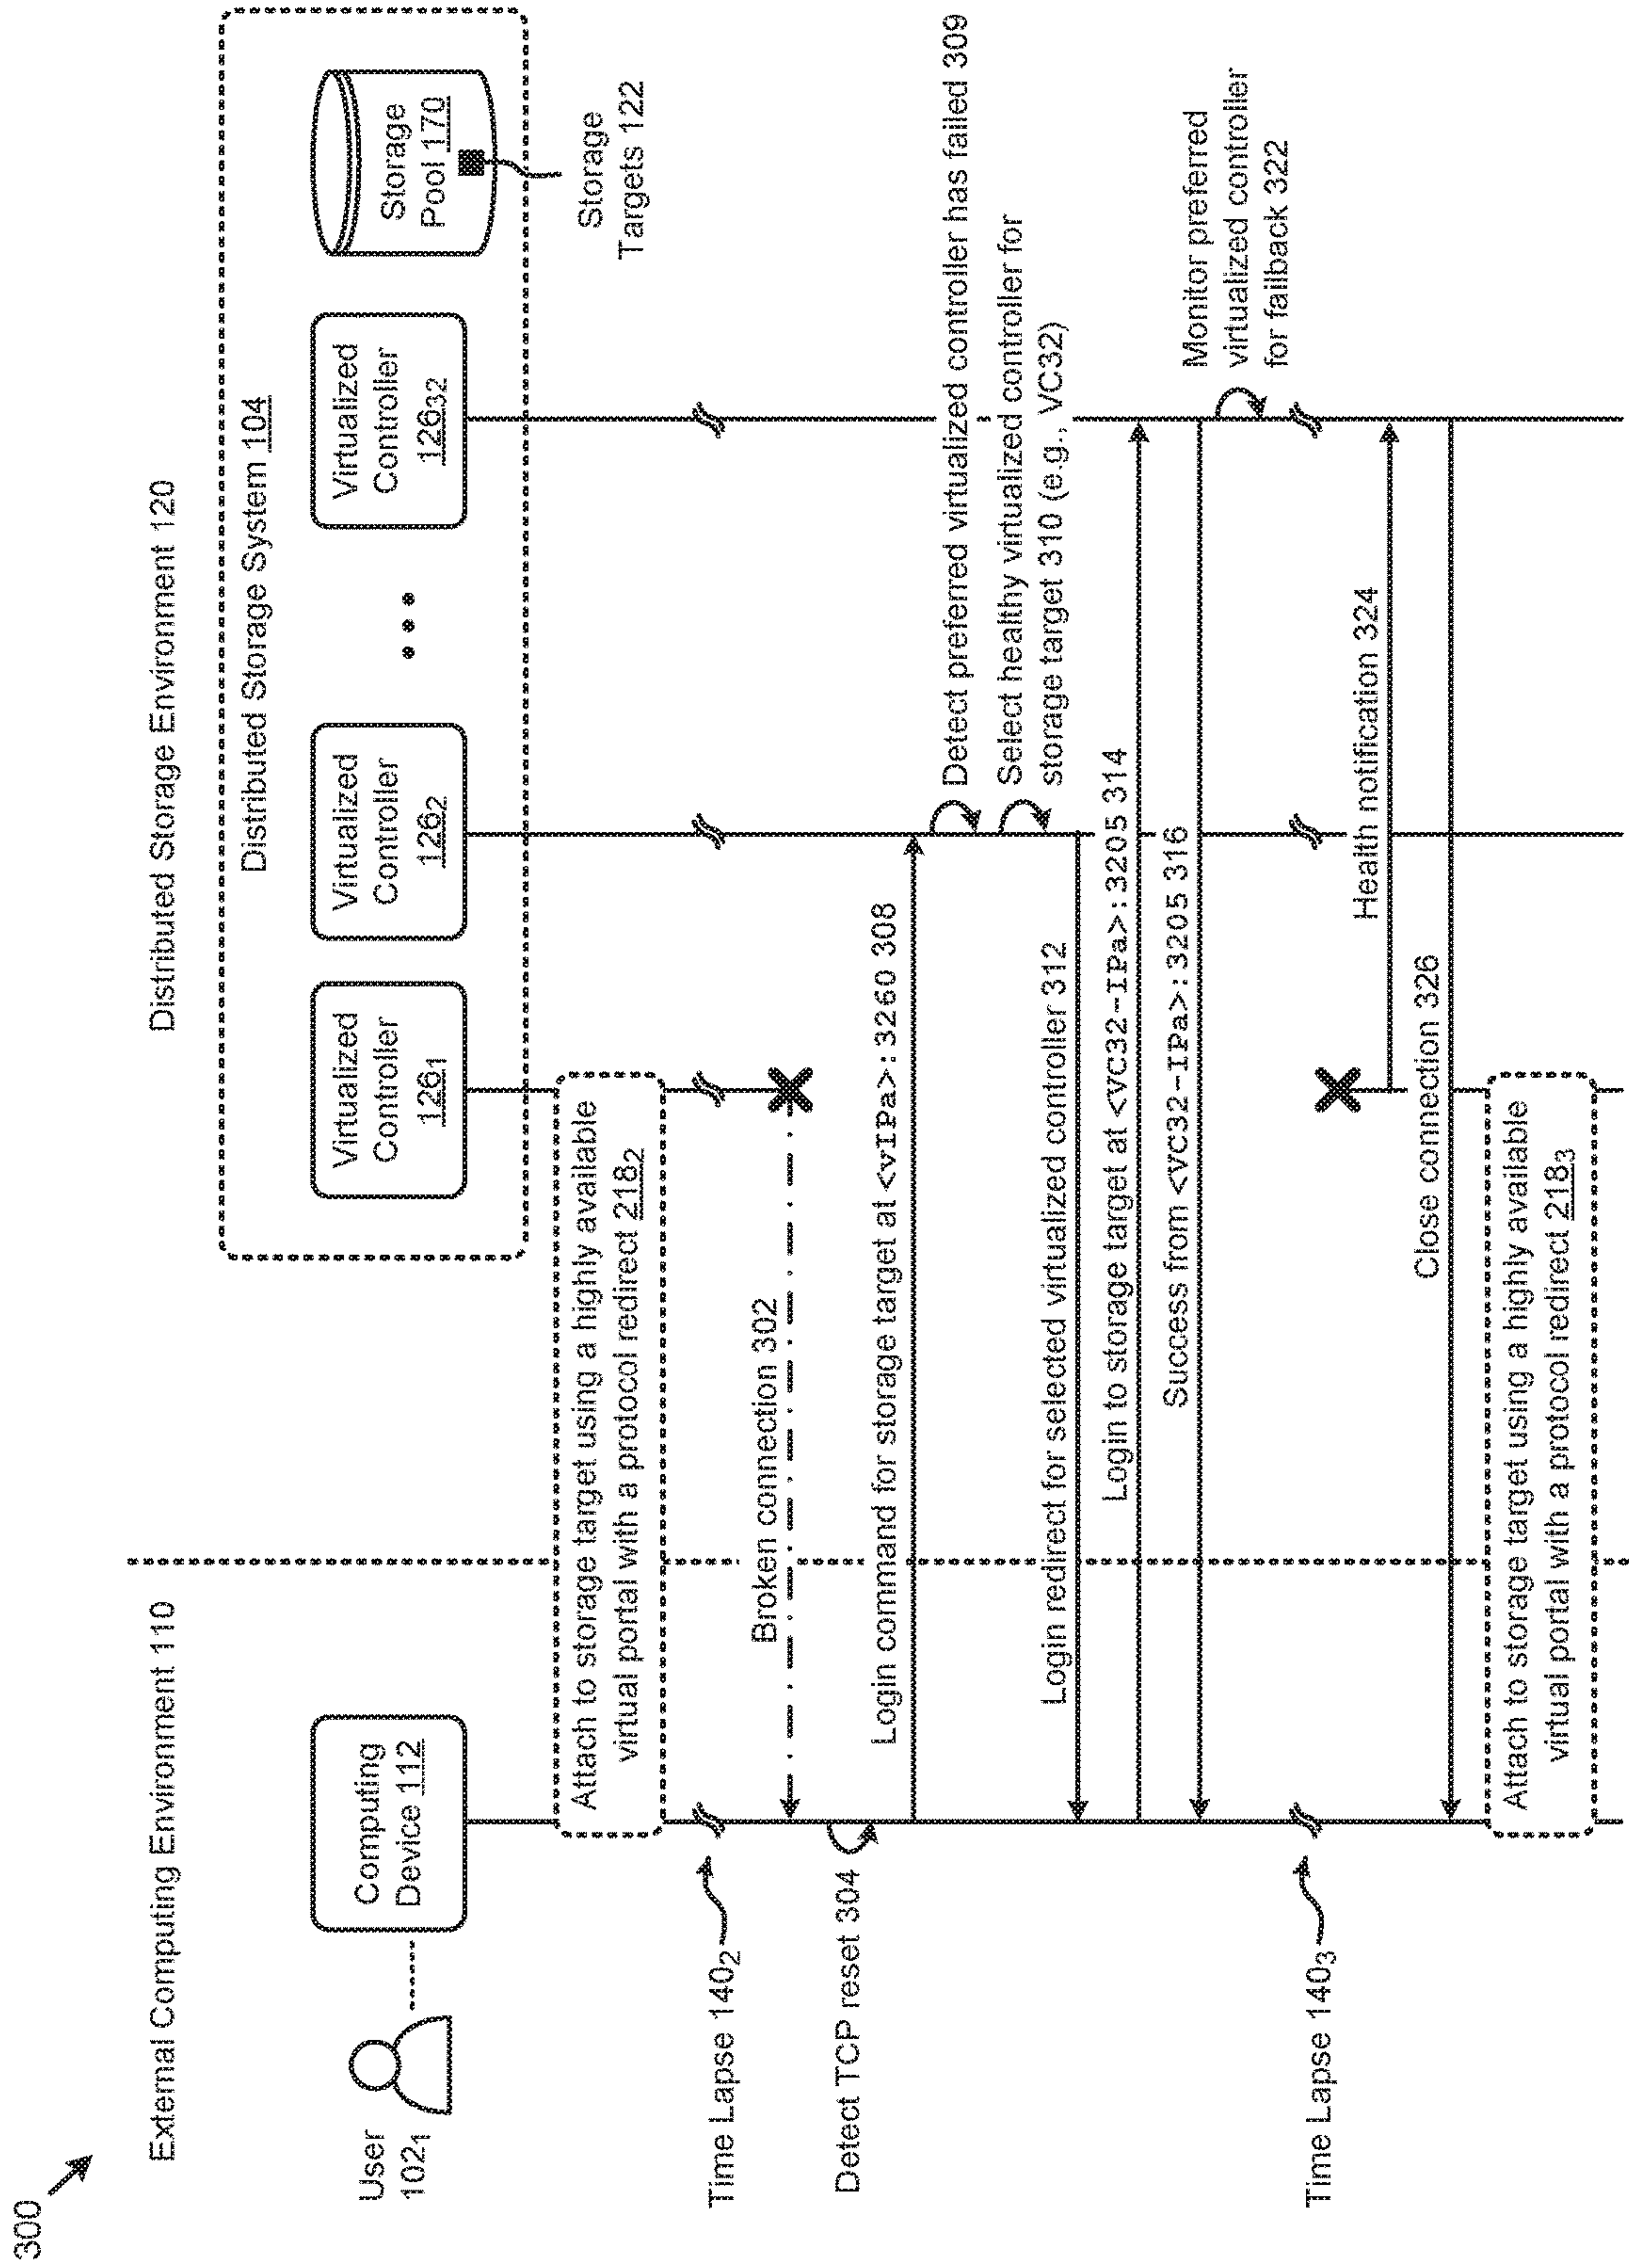 300
External Computing Environment 110
Distributed Storage Environment 120
Distributed Storage System 104
User
102₁
Computing
Device 112
Virtualized
Controller
126₁
Virtualized
Controller
126₂
Virtualized
Controller
126₃₂
Storage
Pool 170
Storage
Targets 122
Attach to storage target using a highly available
virtual portal with a protocol redirect 218₂
Time Lapse 140₂
Broken connection 302
Detect TCP reset 304
Login command for storage target at <vIPa>:3260 308
Detect preferred virtualized controller has failed 309
Select healthy virtualized controller for
storage target 310 (e.g., VC32)
Login redirect for selected virtualized controller 312
Login to storage target at <VC32-IPa>:3205 314
Success from <VC32-IPa>:3205 316
Monitor preferred
virtualized controller
for failback 322
Time Lapse 140₃
Health notification 324
Close connection 326
Attach to storage target using a highly available
virtual portal with a protocol redirect 218₃